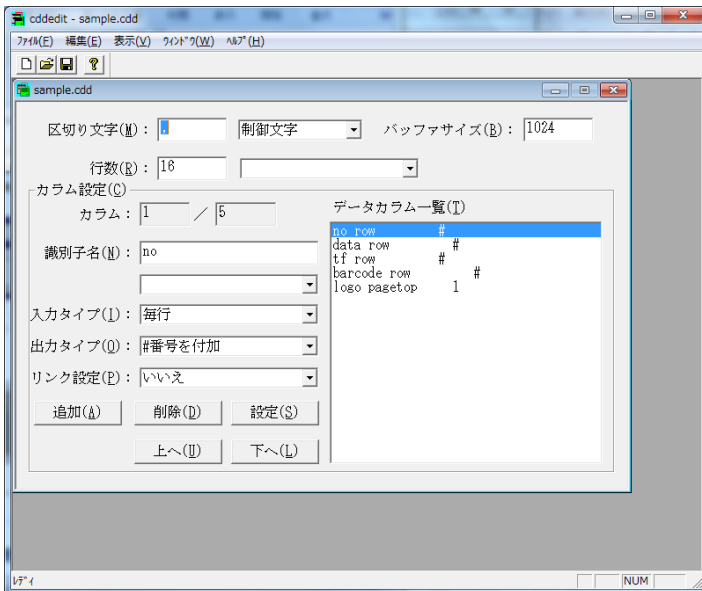 cddedit - sample.cdd
ﾌｧｲﾙ(F) 編集(E) 表示(V) ｳｨﾝﾄﾞｳ(W) ﾍﾙﾌﾟ(H)
sample.cdd
区切り文字(M)： , 制御文字 バッファサイズ(B)： 1024
行数(R)： 16
カラム設定(C)
カラム： 1 ／ 5
データカラム一覧(T)
no row #
data row #
tf row #
barcode row #
logo pagetop 1
識別子名(N)： no
入力タイプ(I)： 毎行
出力タイプ(O)： #番号を付加
リンク設定(P)： いいえ
追加(A) 削除(D) 設定(S)
上へ(U) 下へ(L)
ﾚﾃﾞｨ NUM